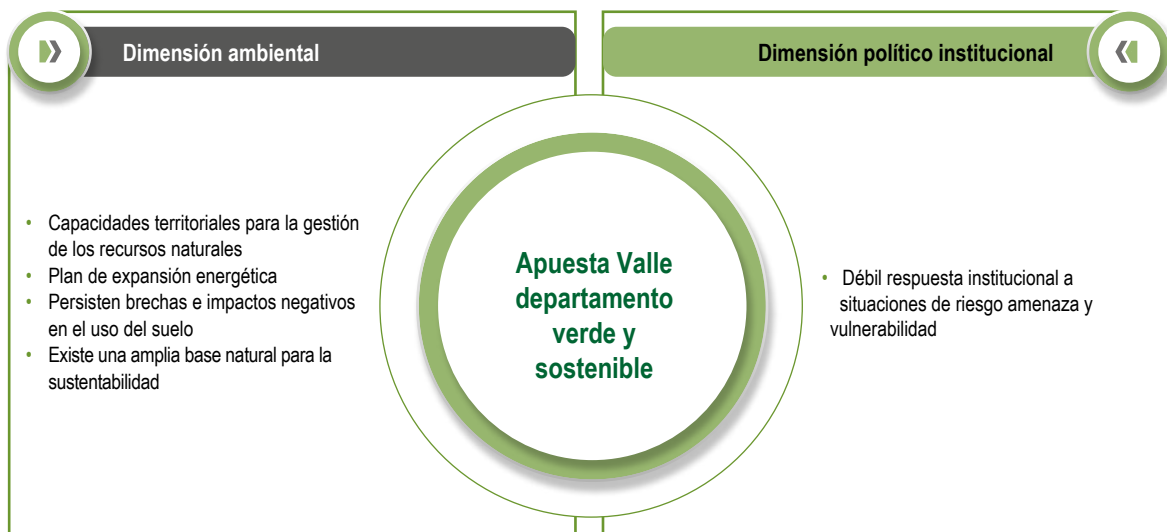 Dimensión ambiental
Dimensión político institucional
• Capacidades territoriales para la gestión
de los recursos naturales
• Plan de expansión energética
• Persisten brechas e impactos negativos
en el uso del suelo
• Existe una amplia base natural para la
sustentabilidad
Apuesta Valle
departamento
verde y
sostenible
• Débil respuesta institucional a
situaciones de riesgo amenaza y
vulnerabilidad